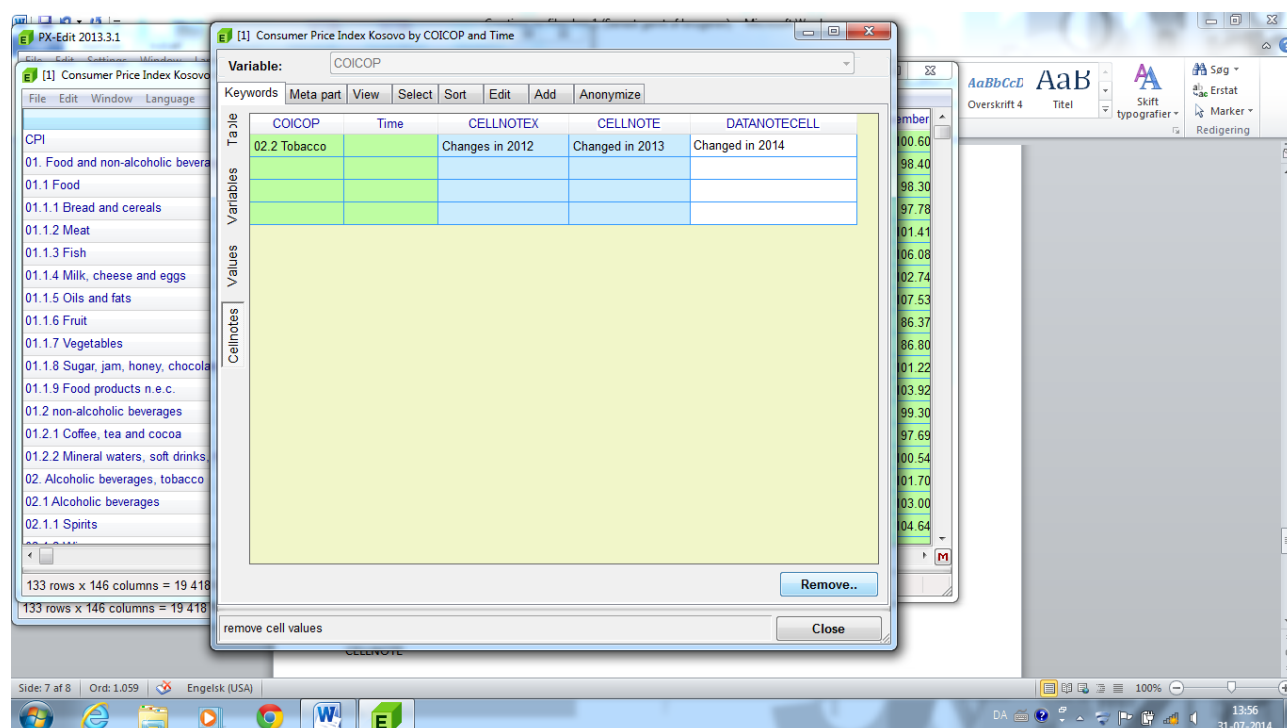 PX-Edit 2013.3.1
[1] Consumer Price Index Kosovo by COICOP and Time
Variable: COICOP
Keywords Meta part View Select Sort Edit Add Anonymize
Table
Variables
Values
Cellnotes
COICOP Time CELLNOTEX CELLNOTE DATANOTECELL
02.2 Tobacco Changes in 2012 Changed in 2013 Changed in 2014
Remove..
remove cell values
Close
[1] Consumer Price Index Kosovo
File Edit Window Language
CPI
01. Food and non-alcoholic bevera
01.1 Food
01.1.1 Bread and cereals
01.1.2 Meat
01.1.3 Fish
01.1.4 Milk, cheese and eggs
01.1.5 Oils and fats
01.1.6 Fruit
01.1.7 Vegetables
01.1.8 Sugar, jam, honey, chocola
01.1.9 Food products n.e.c.
01.2 non-alcoholic beverages
01.2.1 Coffee, tea and cocoa
01.2.2 Mineral waters, soft drinks,
02. Alcoholic beverages, tobacco
02.1 Alcoholic beverages
02.1.1 Spirits
133 rows x 146 columns = 19 418
133 rows x 146 columns = 19 418
ember
100.60
98.40
98.30
97.78
101.41
106.08
102.74
107.53
86.37
86.80
101.22
103.92
99.30
97.69
100.54
101.70
103.00
104.64
M
AaBbCcD AaB
Overskrift 4 Titel
Skift
typografier
Søg
Erstat
Marker
Redigering
CELLNOTE
Side: 7 af 8 Ord: 1.059 Engelsk (USA) 100%
DA 13:56
31-07-2014